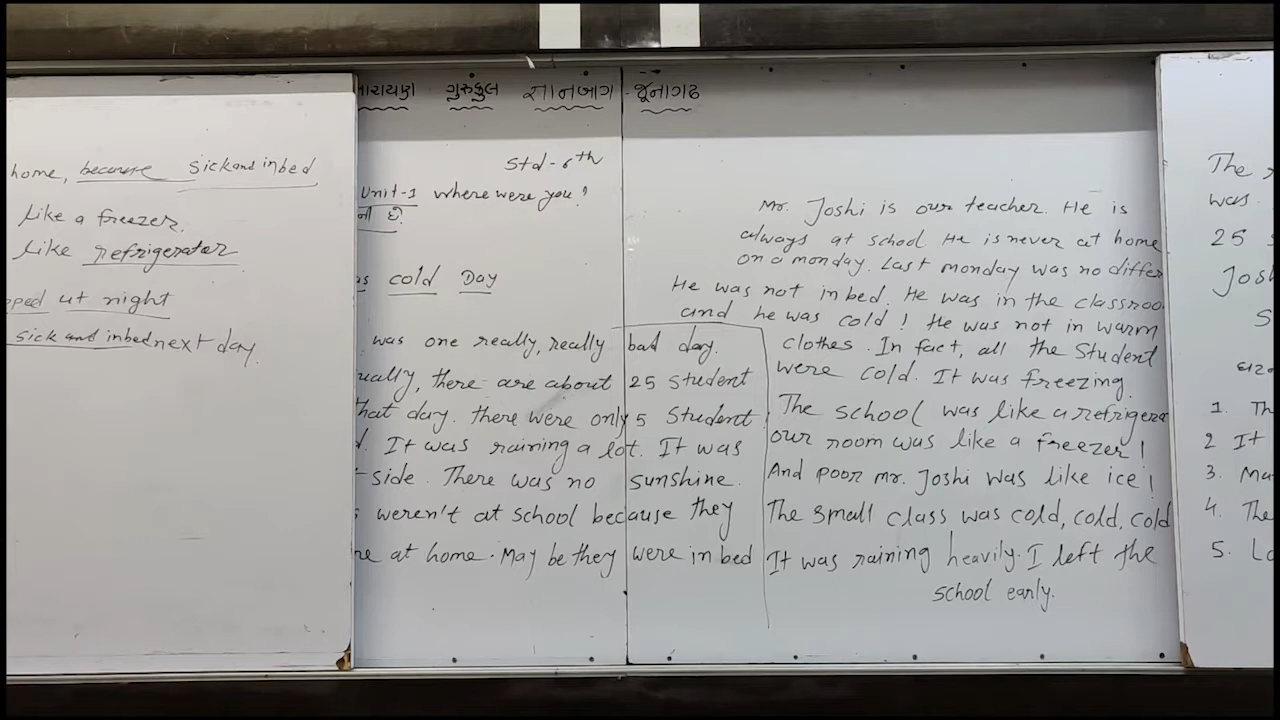 home, because sick and in bed
like a freezer.
like refrigerator
ut night
sick and in bed next day.
ગુરુકુલ જ્ઞાનબાગ - જૂનાગઢ
Std - 6th
Unit-1 where were you?
છે.
cold Day
was one really, really bad day.
there are about 25 Student
that day. there were only 5 Student
It was raining a lot. It was
side. There was no sunshine.
weren't at school because they
at home. May be they were in bed
Mr. Joshi is our teacher. He is
always at school He is never at home
on a monday. Last monday was no differ
He was not in bed. He was in the classroo
and he was cold! He was not in warm
clothes. In fact, all the Student
were cold. It was freezing.
The school was like a refrigera
our room was like a freezer!
And poor mr. Joshi was like ice!
The small class was cold, cold, cold
It was raining heavily. I left the
school early.
The
was.
25
Josh
S
1. Th
2 It
3. Ma
4. The
5. La